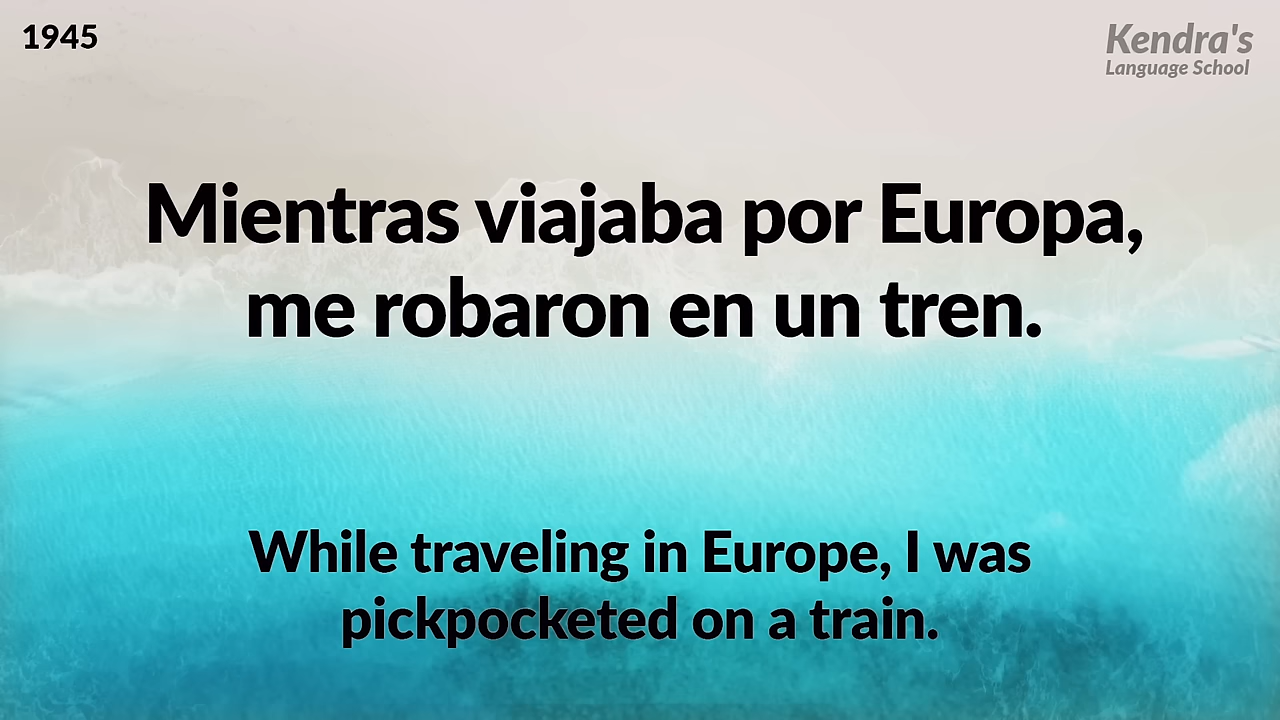 1945
Kendra's
Language School
Mientras viajaba por Europa,
me robaron en un tren.
While traveling in Europe, I was
pickpocketed on a train.